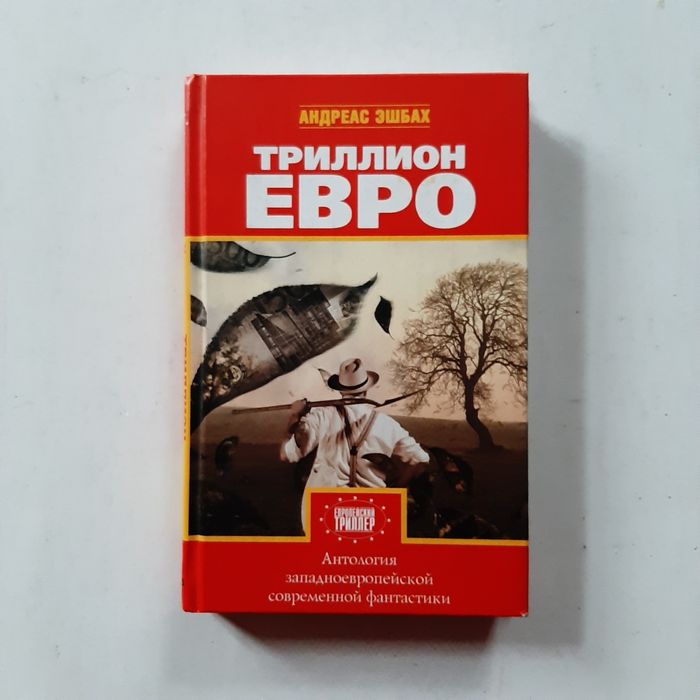 АНДРЕАС ЭШБАХ
ТРИЛЛИОН
ЕВРО
ЕВРОПЕЙСКИЙ
ТРИЛЛЕР
Антология
западноевропейской
современной фантастики